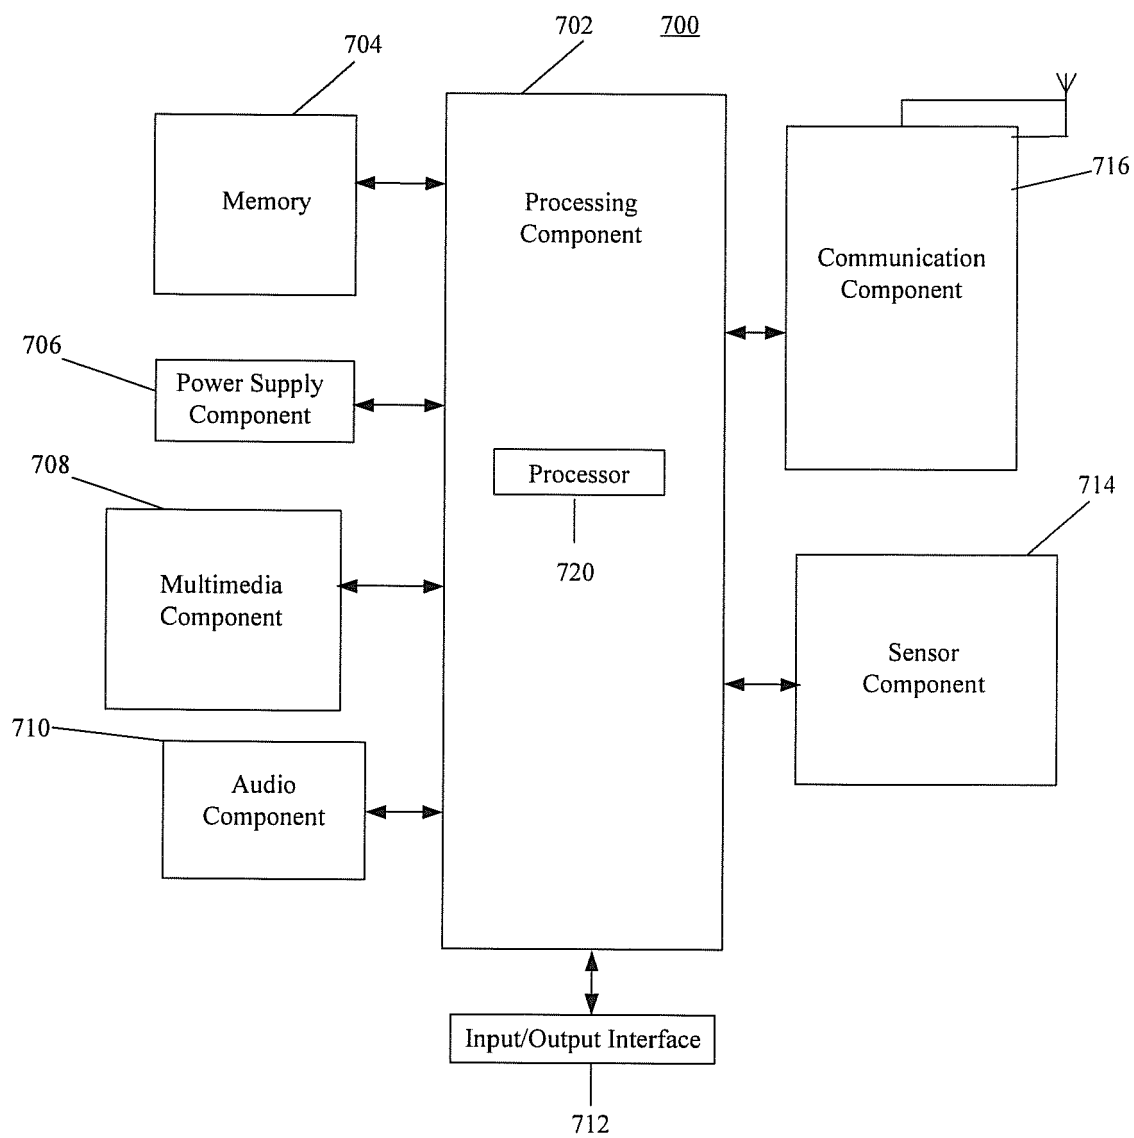 702
700
704
Memory
Processing
Component
716
Communication
Component
706
Power Supply
Component
708
Processor
720
714
Multimedia
Component
Sensor
Component
710
Audio
Component
Input/Output Interface
712